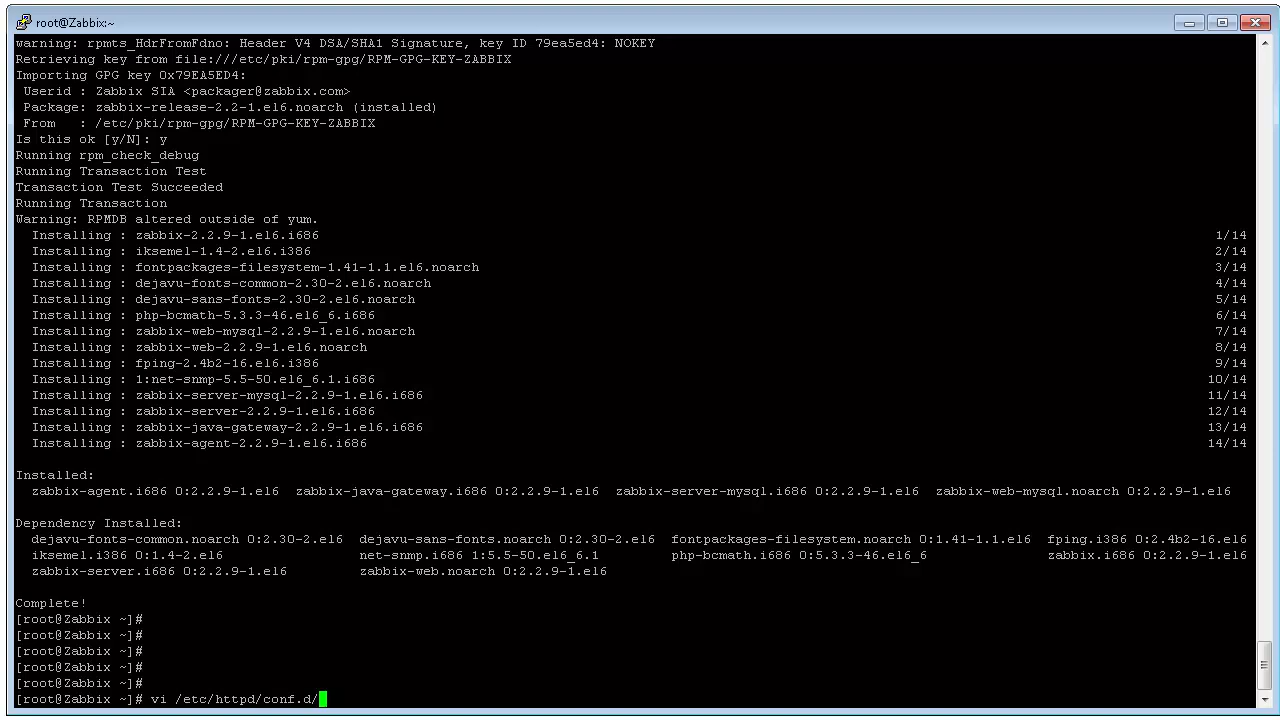 root@Zabbix:~
warning: rpmts_HdrFromFdno: Header V4 DSA/SHA1 Signature, key ID 79ea5ed4: NOKEY
Retrieving key from file:///etc/pki/rpm-gpg/RPM-GPG-KEY-ZABBIX
Importing GPG key 0x79EA5ED4:
 Userid : Zabbix SIA <packager@zabbix.com>
 Package: zabbix-release-2.2-1.el6.noarch (installed)
 From   : /etc/pki/rpm-gpg/RPM-GPG-KEY-ZABBIX
Is this ok [y/N]: y
Running rpm_check_debug
Running Transaction Test
Transaction Test Succeeded
Running Transaction
Warning: RPMDB altered outside of yum.
  Installing : zabbix-2.2.9-1.el6.i686 1/14
  Installing : iksemel-1.4-2.el6.i386 2/14
  Installing : fontpackages-filesystem-1.41-1.1.el6.noarch 3/14
  Installing : dejavu-fonts-common-2.30-2.el6.noarch 4/14
  Installing : dejavu-sans-fonts-2.30-2.el6.noarch 5/14
  Installing : php-bcmath-5.3.3-46.el6_6.i686 6/14
  Installing : zabbix-web-mysql-2.2.9-1.el6.noarch 7/14
  Installing : zabbix-web-2.2.9-1.el6.noarch 8/14
  Installing : fping-2.4b2-16.el6.i386 9/14
  Installing : 1:net-snmp-5.5-50.el6_6.1.i686 10/14
  Installing : zabbix-server-mysql-2.2.9-1.el6.i686 11/14
  Installing : zabbix-server-2.2.9-1.el6.i686 12/14
  Installing : zabbix-java-gateway-2.2.9-1.el6.i686 13/14
  Installing : zabbix-agent-2.2.9-1.el6.i686 14/14
Installed:
  zabbix-agent.i686 0:2.2.9-1.el6  zabbix-java-gateway.i686 0:2.2.9-1.el6  zabbix-server-mysql.i686 0:2.2.9-1.el6  zabbix-web-mysql.noarch 0:2.2.9-1.el6
Dependency Installed:
  dejavu-fonts-common.noarch 0:2.30-2.el6  dejavu-sans-fonts.noarch 0:2.30-2.el6  fontpackages-filesystem.noarch 0:1.41-1.1.el6  fping.i386 0:2.4b2-16.el6
  iksemel.i386 0:1.4-2.el6  net-snmp.i686 1:5.5-50.el6_6.1  php-bcmath.i686 0:5.3.3-46.el6_6  zabbix.i686 0:2.2.9-1.el6
  zabbix-server.i686 0:2.2.9-1.el6  zabbix-web.noarch 0:2.2.9-1.el6
Complete!
[root@Zabbix ~]#
[root@Zabbix ~]#
[root@Zabbix ~]#
[root@Zabbix ~]#
[root@Zabbix ~]#
[root@Zabbix ~]# vi /etc/httpd/conf.d/